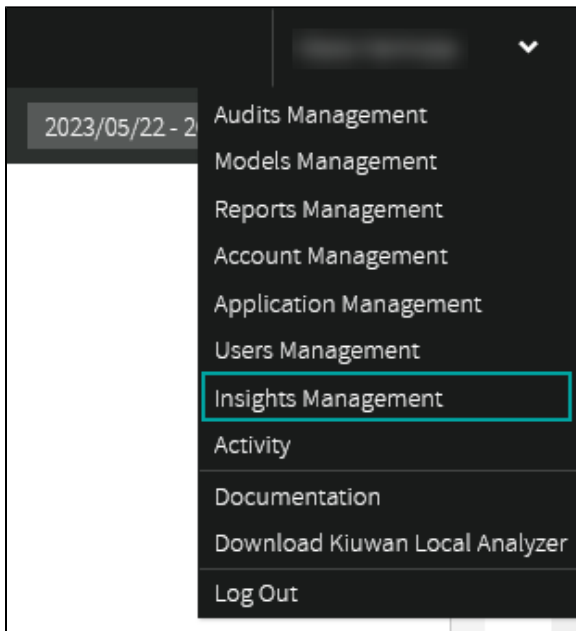 2023/05/22 - 2
Audits Management
Models Management
Reports Management
Account Management
Application Management
Users Management
Insights Management
Activity
Documentation
Download Kiuwan Local Analyzer
Log Out